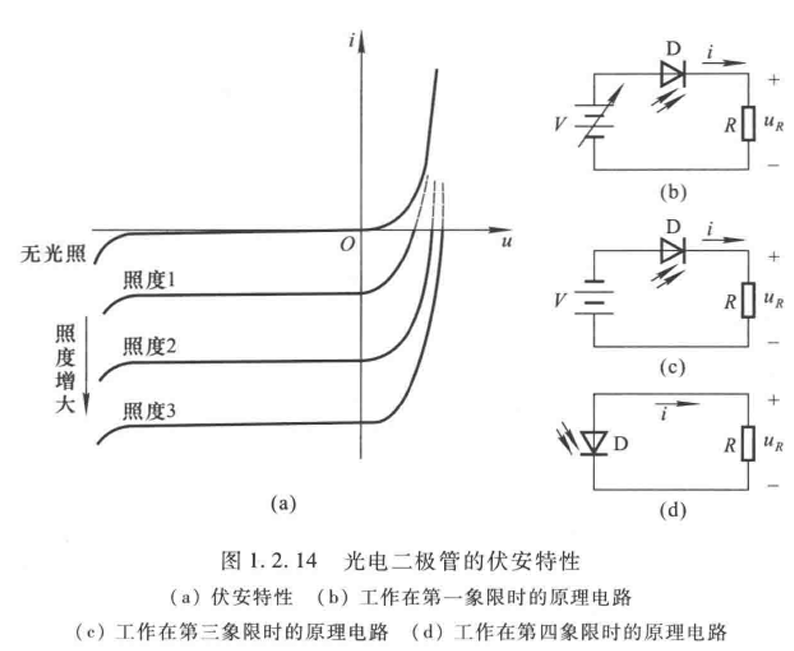 i
D
i
+
V
R
u_R
−
(b)
无光照
O
u
照度1
照度2
照度3
照度增大
D
i
+
V
R
u_R
−
(c)
i
+
D
R
u_R
−
(d)
(a)
图 1.2.14 光电二极管的伏安特性
(a) 伏安特性 (b) 工作在第一象限时的原理电路
(c) 工作在第三象限时的原理电路 (d) 工作在第四象限时的原理电路